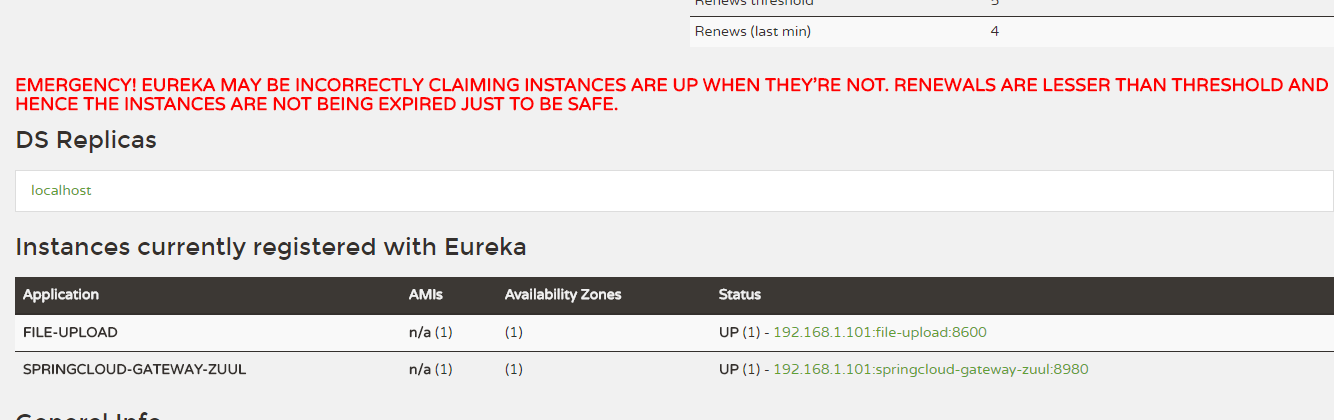 Renews threshold 5
Renews (last min) 4
EMERGENCY! EUREKA MAY BE INCORRECTLY CLAIMING INSTANCES ARE UP WHEN THEY'RE NOT. RENEWALS ARE LESSER THAN THRESHOLD AND
HENCE THE INSTANCES ARE NOT BEING EXPIRED JUST TO BE SAFE.
DS Replicas
localhost
Instances currently registered with Eureka
Application AMIs Availability Zones Status
FILE-UPLOAD n/a (1) (1) UP (1) - 192.168.1.101:file-upload:8600
SPRINGCLOUD-GATEWAY-ZUUL n/a (1) (1) UP (1) - 192.168.1.101:springcloud-gateway-zuul:8980
General Info